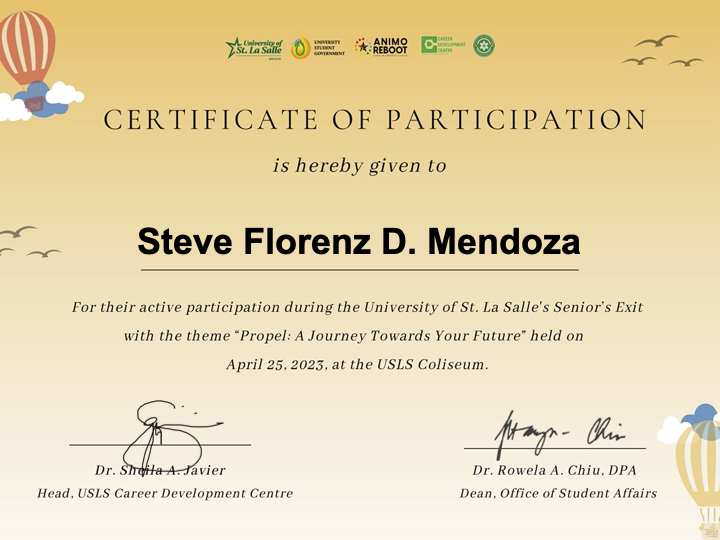 University of
St. La Salle
BACOLOD
UNIVERSITY
STUDENT
GOVERNMENT
ANIMO
REBOOT
CAREER
DEVELOPMENT
CENTRE
CERTIFICATE OF PARTICIPATION
is hereby given to
Steve Florenz D. Mendoza
For their active participation during the University of St. La Salle's Senior's Exit
with the theme “Propel: A Journey Towards Your Future” held on
April 25, 2023, at the USLS Coliseum.
Dr. Sheila A. Javier
Head, USLS Career Development Centre
Dr. Rowela A. Chiu, DPA
Dean, Office of Student Affairs